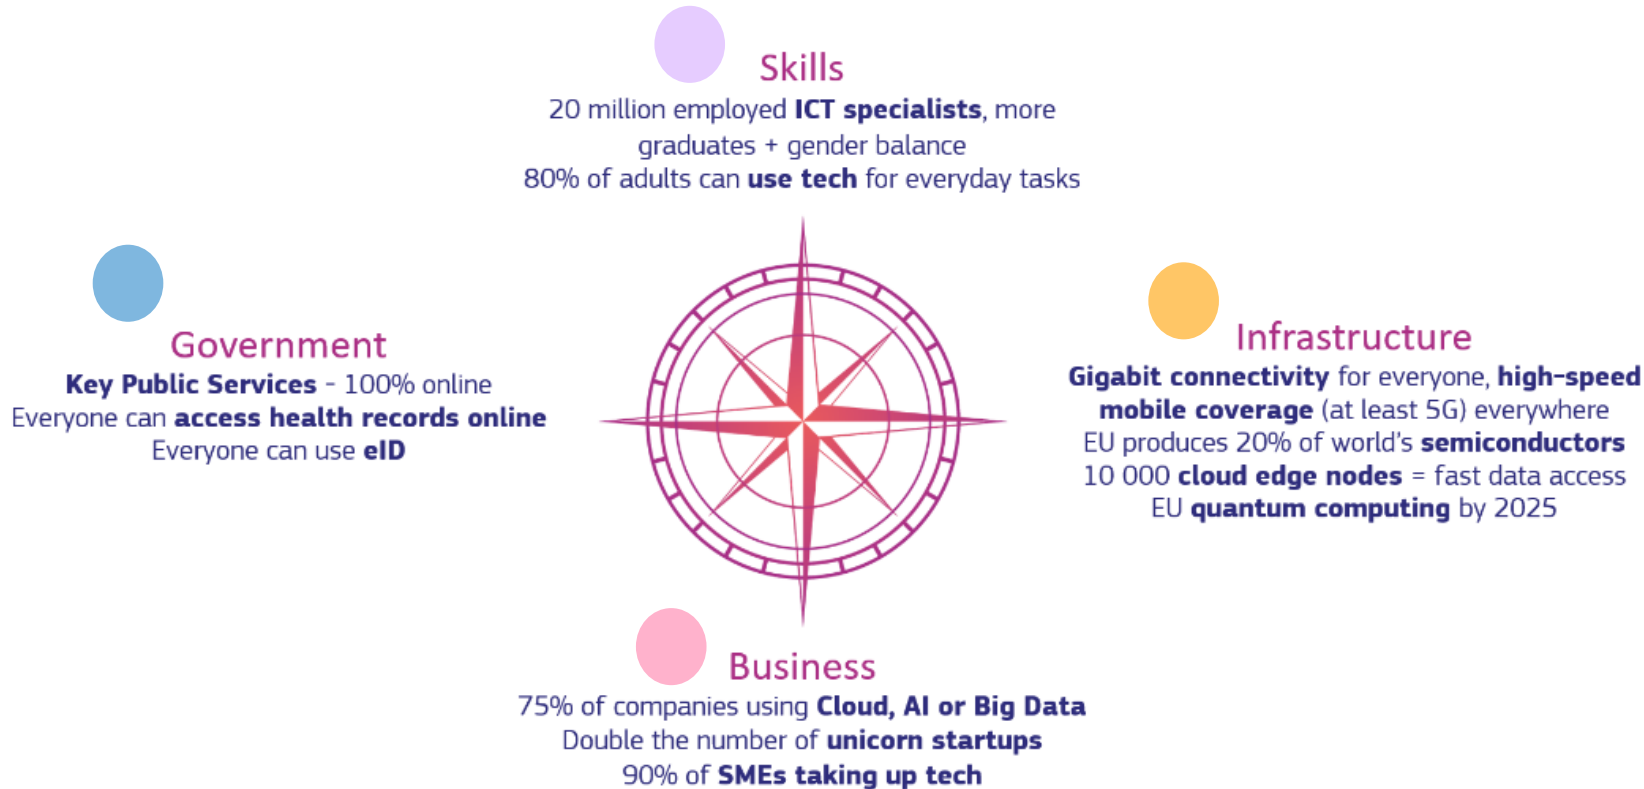 Skills
20 million employed ICT specialists, more
graduates + gender balance
80% of adults can use tech for everyday tasks
Government
Key Public Services - 100% online
Everyone can access health records online
Everyone can use eID
Infrastructure
Gigabit connectivity for everyone, high-speed
mobile coverage (at least 5G) everywhere
EU produces 20% of world's semiconductors
10 000 cloud edge nodes = fast data access
EU quantum computing by 2025
Business
75% of companies using Cloud, AI or Big Data
Double the number of unicorn startups
90% of SMEs taking up tech